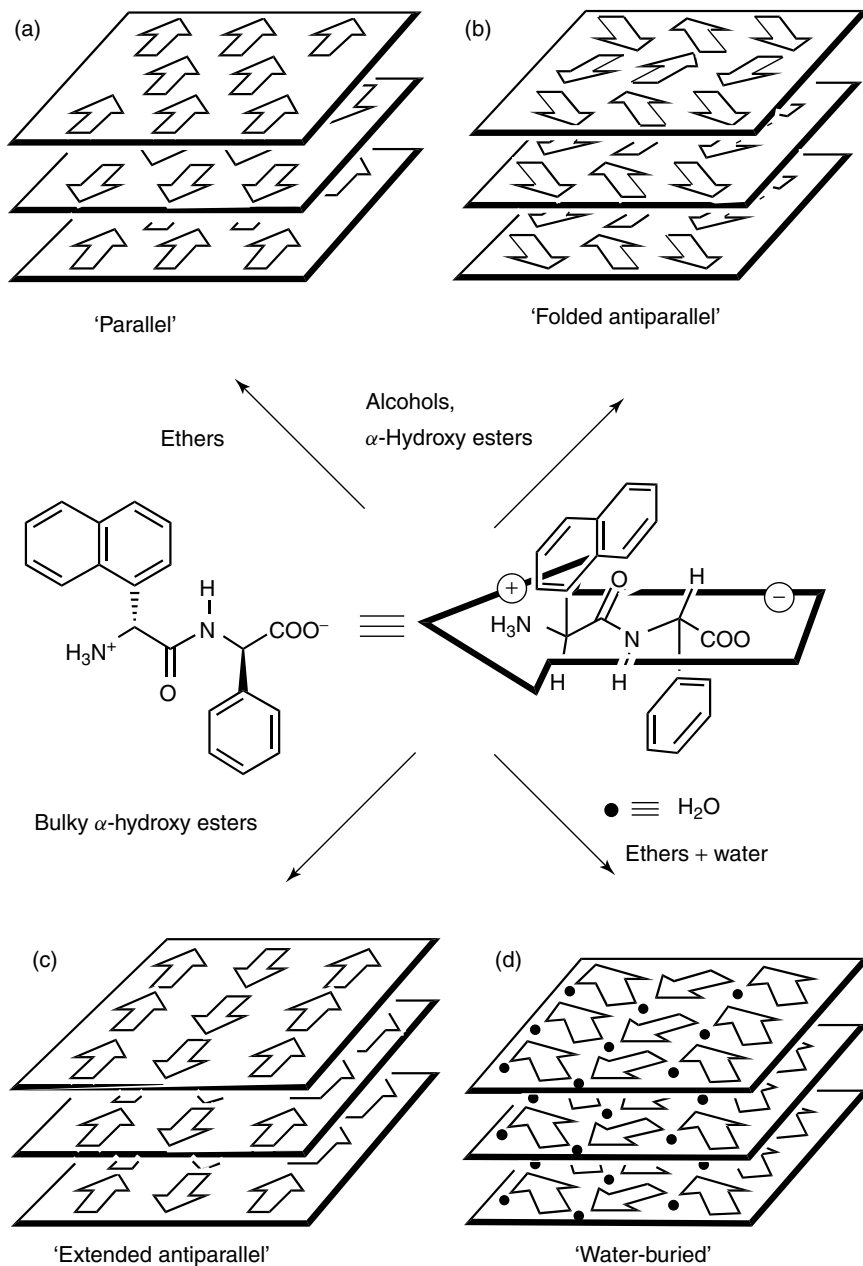 (a)
(b)
'Parallel'
'Folded antiparallel'
Ethers
Alcohols,
α-Hydroxy esters
H
N
COO⁻
H₃N⁺
O
+
O
H
−
H₃N
N
COO
H
H
Bulky α-hydroxy esters
● ≡ H₂O
Ethers + water
(c)
(d)
'Extended antiparallel'
'Water-buried'